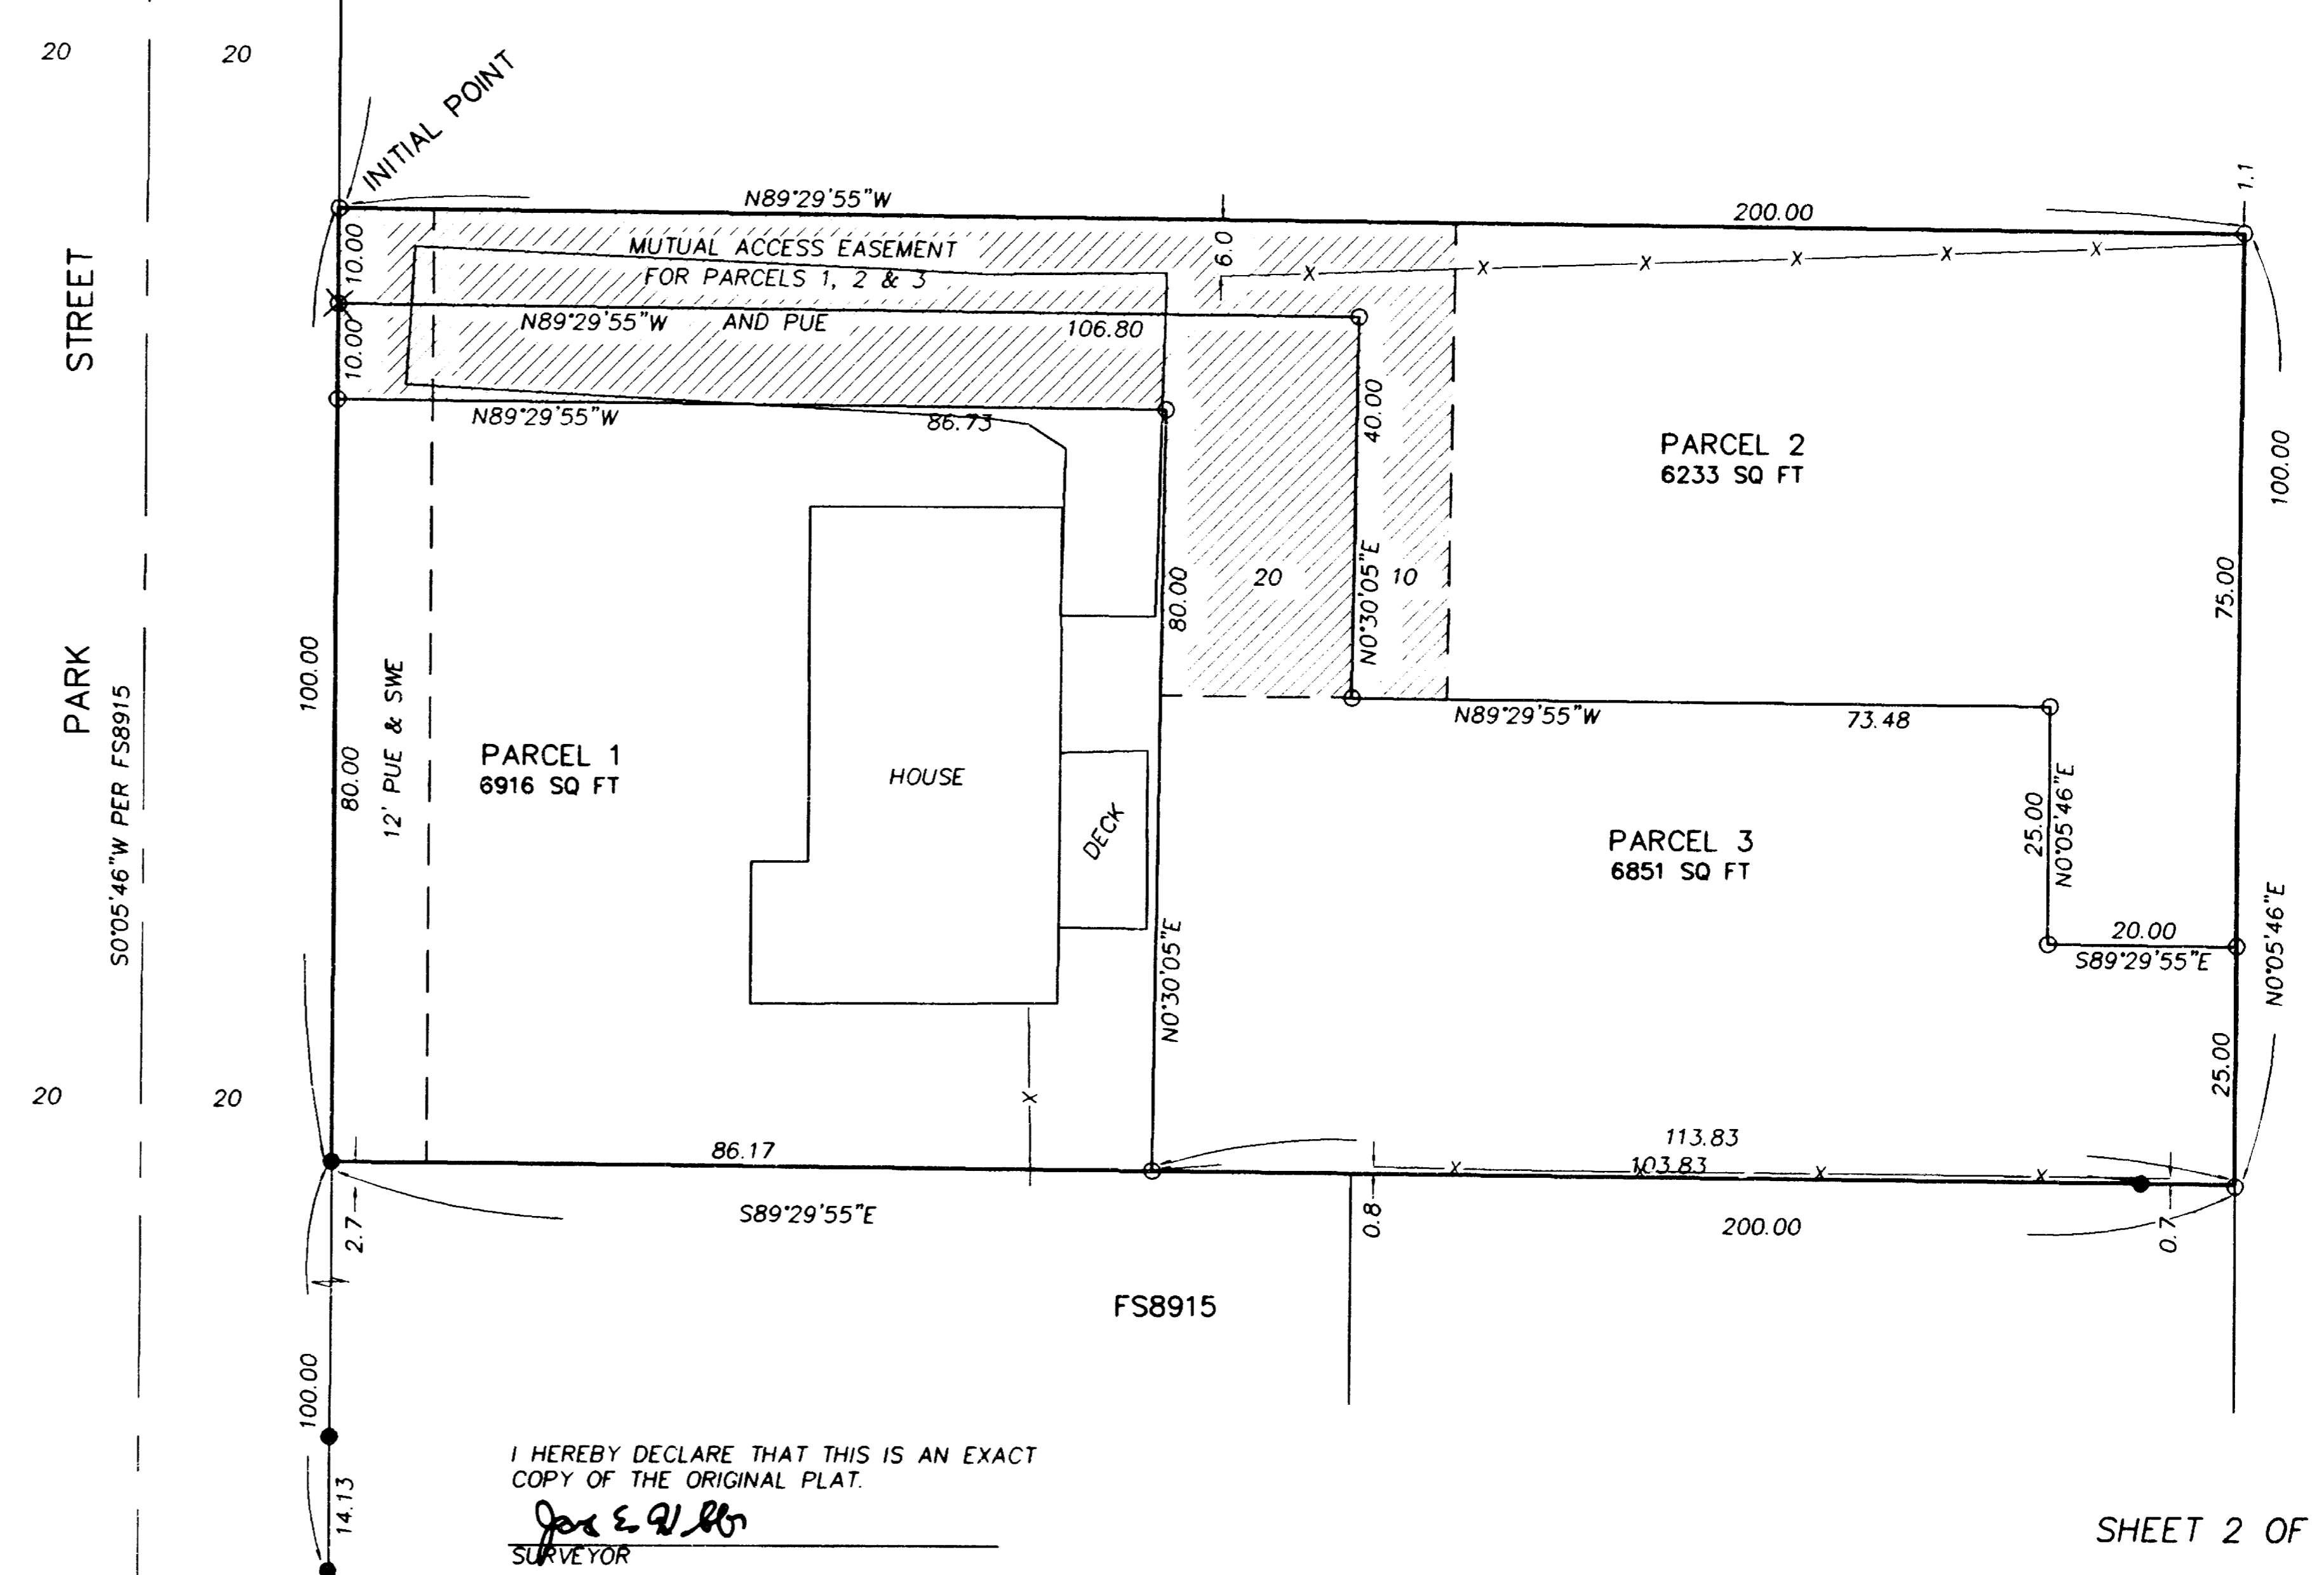 20
20
INITIAL POINT
N89°29'55"W
200.00
1.1
10.00
MUTUAL ACCESS EASEMENT
FOR PARCELS 1, 2 & 3
6.0
N89°29'55"W
AND PUE
106.80
10.00
N89°29'55"W
86.73
PARK STREET
S0°05'46"W PER FS8915
100.00
80.00
12' PUE & SWE
PARCEL 1
6916 SQ FT
HOUSE
DECK
80.00
N0°30'05"E
20
40.00
N0°30'05"E
10
PARCEL 2
6233 SQ FT
100.00
75.00
N89°29'55"W
73.48
PARCEL 3
6851 SQ FT
25.00
N0°05'46"E
20.00
S89°29'55"E
N0°05'46"E
25.00
20
20
86.17
113.83
103.83
2.7
S89°29'55"E
0.8
200.00
0.7
FS8915
100.00
14.13
I HEREBY DECLARE THAT THIS IS AN EXACT
COPY OF THE ORIGINAL PLAT.
SURVEYOR
SHEET 2 OF